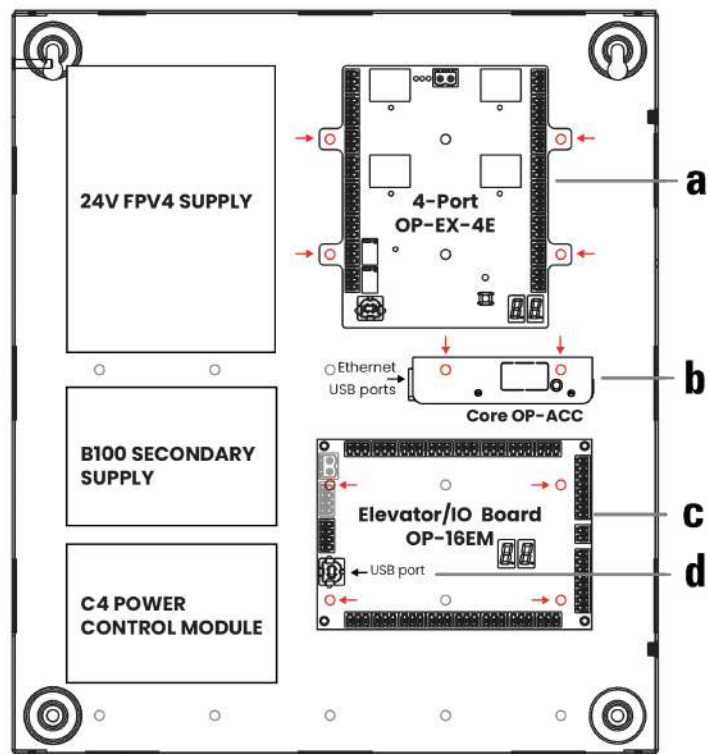 24V FPV4 SUPPLY
4-Port
OP-EX-4E
a
Ethernet
USB ports
b
Core OP-ACC
B100 SECONDARY
SUPPLY
Elevator/IO Board
OP-16EM
c
USB port
d
C4 POWER
CONTROL MODULE